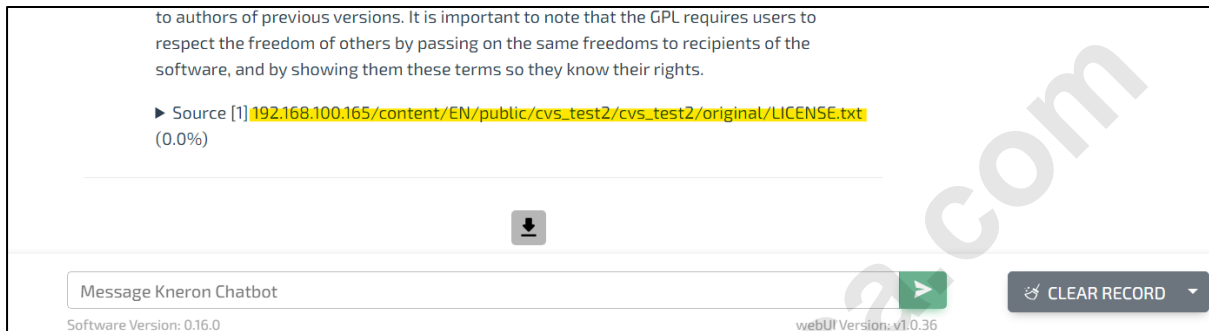 to authors of previous versions. It is important to note that the GPL requires users to
respect the freedom of others by passing on the same freedoms to recipients of the
software, and by showing them these terms so they know their rights.
▶ Source [1] 192.168.100.165/content/EN/public/cvs_test2/cvs_test2/original/LICENSE.txt
(0.0%)
Message Kneron Chatbot
CLEAR RECORD
Software Version: 0.16.0
webUI Version: v1.0.36
a.com